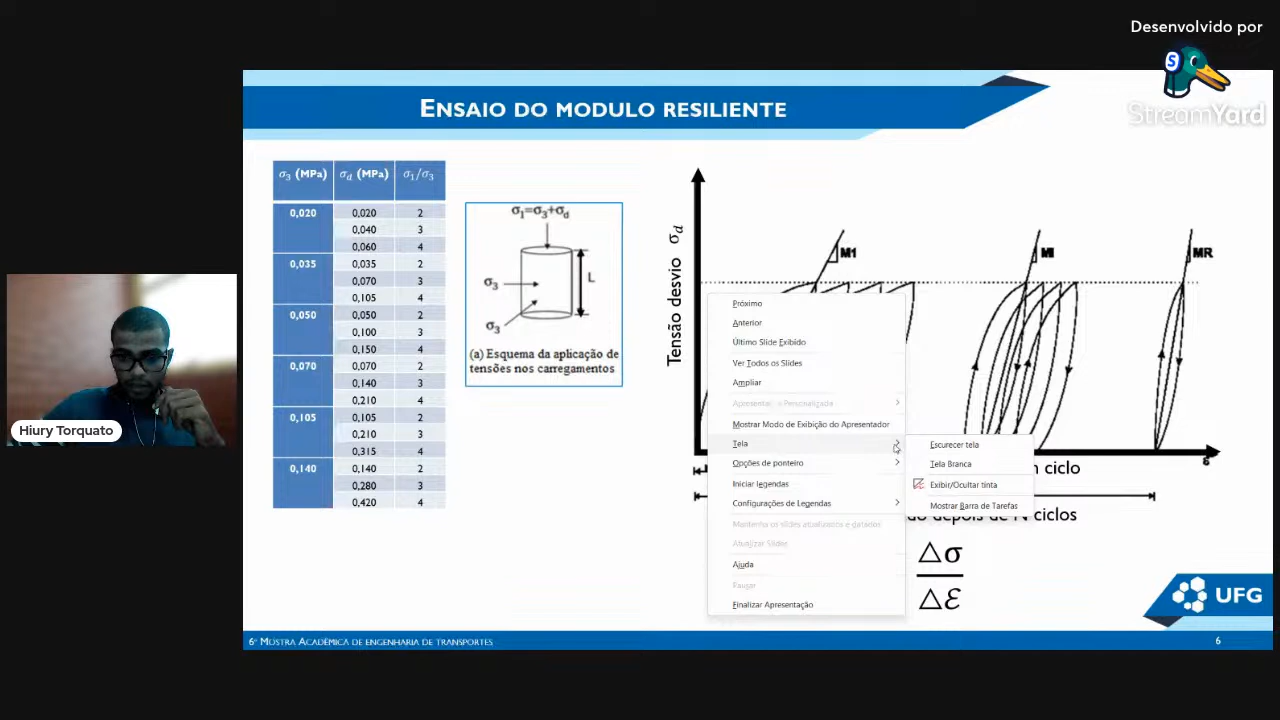 Desenvolvido por
StreamYard
ENSAIO DO MODULO RESILIENTE
σ3 (MPa) σd (MPa) σ1/σ3
0,020 0,020 2
0,040 3
0,060 4
0,035 0,035 2
0,070 3
0,105 4
0,050 0,050 2
0,100 3
0,150 4
0,070 0,070 2
0,140 3
0,210 4
0,105 0,105 2
0,210 3
0,315 4
0,140 0,140 2
0,280 3
0,420 4
σ1=σ3+σd
L
σ3
σ3
(a) Esquema da aplicação de
tensões nos carregamentos
Tensão desvio σd
M1
MI
MR
Próximo
Anterior
Último Slide Exibido
Ver Todos os Slides
Ampliar
Apresentação Personalizada
Mostrar Modo de Exibição do Apresentador
Tela
Opções de ponteiro
Iniciar legendas
Configurações de Legendas
Mantenha os slides atualizados e datados
Atualizar Slides
Ajuda
Pausar
Finalizar Apresentação
Escurecer tela
Tela Branca
Exibir/Ocultar tinta
Mostrar Barra de Tarefas
ciclo
depois de N ciclos
△σ
△ℰ
UFG
6ª MOSTRA ACADÊMICA DE ENGENHARIA DE TRANSPORTES
6
Hiury Torquato